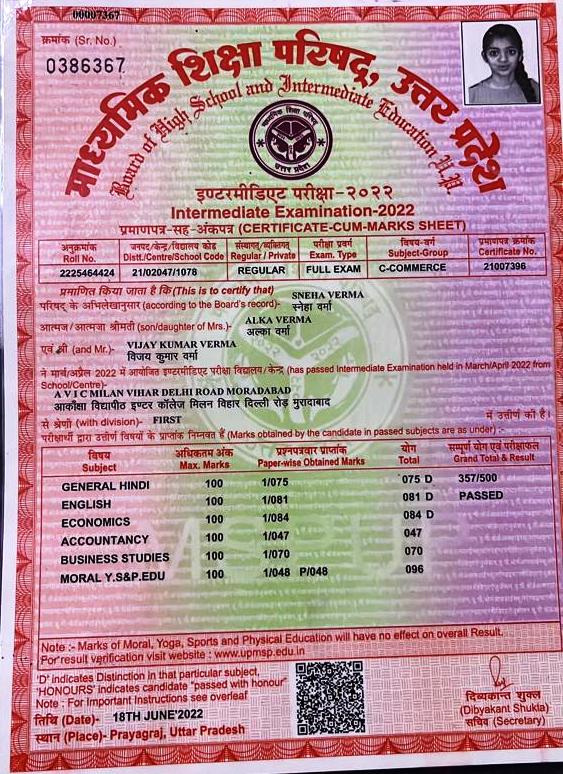 00007367
क्रमांक (Sr. No.)
0386367
माध्यमिक शिक्षा परिषद्, उत्तर प्रदेश
Board of High School and Intermediate Education U.P.
माध्यमिक शिक्षा परिषद्
उत्तर प्रदेश
इण्टरमीडिएट परीक्षा-२०२२
Intermediate Examination-2022
प्रमाणपत्र-सह-अंकपत्र (CERTIFICATE-CUM-MARKS SHEET)
अनुक्रमांक जनपद/केन्द्र/विद्यालय कोड संस्थागत/व्यक्तिगत परीक्षा प्रवर्ग विषय-वर्ग प्रमाणपत्र क्रमांक
Roll No. Distt./Centre/School Code Regular / Private Exam. Type Subject-Group Certificate No.
2225464424 21/02047/1078 REGULAR FULL EXAM C-COMMERCE 21007396
प्रमाणित किया जाता है कि(This is to certify that) SNEHA VERMA
परिषद् के अभिलेखानुसार (according to the Board's record)- स्नेहा वर्मा
ALKA VERMA
आत्मज/आत्मजा श्रीमती (son/daughter of Mrs.)- अल्का वर्मा
एवं श्री (and Mr.)- VIJAY KUMAR VERMA
विजय कुमार वर्मा
ने मार्च/अप्रैल 2022 में आयोजित इण्टरमीडिएट परीक्षा विद्यालय/केन्द्र (has passed Intermediate Examination held in March/April 2022 from
School/Centre)-
A V I C MILAN VIHAR DELHI ROAD MORADABAD
आकाँक्षा विद्यापीठ इण्टर कॉलेज मिलन विहार दिल्ली रोड़ मुरादाबाद
से श्रेणी (with division)- FIRST में उत्तीर्ण की है।
परीक्षार्थी द्वारा उत्तीर्ण विषयों के प्राप्तांक निम्नवत हैं (Marks obtained by the candidate in passed subjects are as under) :-
विषय अधिकतम अंक प्रश्नपत्रवार प्राप्तांक योग सम्पूर्ण योग एवं परीक्षाफल
Subject Max. Marks Paper-wise Obtained Marks Total Grand Total & Result
GENERAL HINDI 100 1/075 075 D 357/500
ENGLISH 100 1/081 081 D PASSED
ECONOMICS 100 1/084 084 D
ACCOUNTANCY 100 1/047 047
BUSINESS STUDIES 100 1/070 070
MORAL Y.S&P.EDU 100 1/048 P/048 096
Note :- Marks of Moral, Yoga, Sports and Physical Education will have no effect on overall Result.
For result verification visit website : www.upmsp.edu.in
'D' indicates Distinction in that particular subject,
'HONOURS' indicates candidate "passed with honour"
Note : For Important Instructions see overleaf
तिथि (Date)- 18TH JUNE'2022
स्थान (Place)- Prayagraj, Uttar Pradesh
दिव्यकान्त शुक्ल
(Dibyakant Shukla)
सचिव (Secretary)